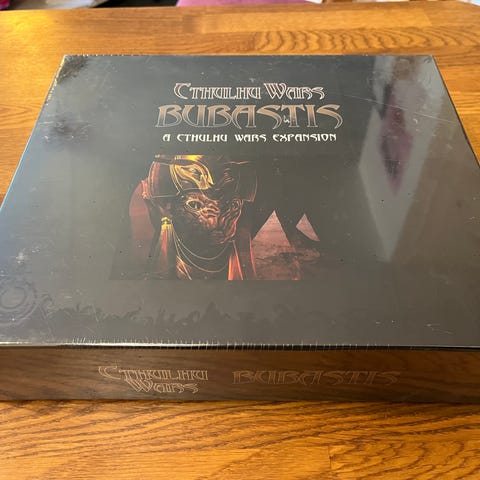 CTHULHU WARS
BUBASTIS
A CTHULHU WARS EXPANSION
CTHULHU
WARS
BUBASTIS